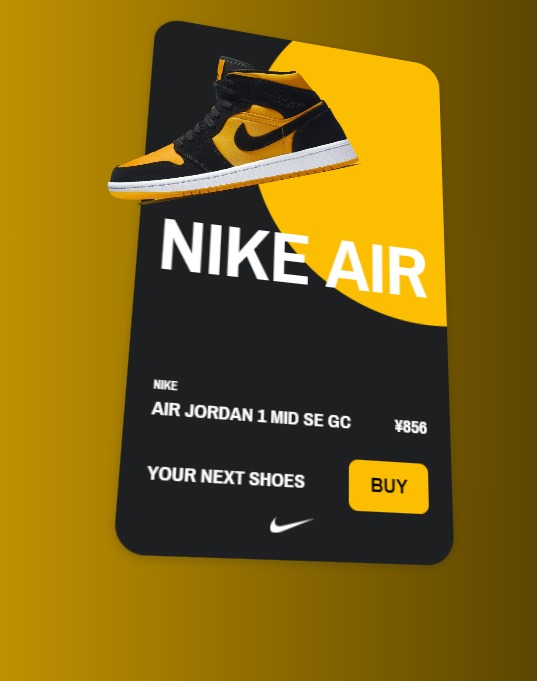 NIKE AIR
NIKE
AIR JORDAN 1 MID SE GC
¥856
YOUR NEXT SHOES
BUY